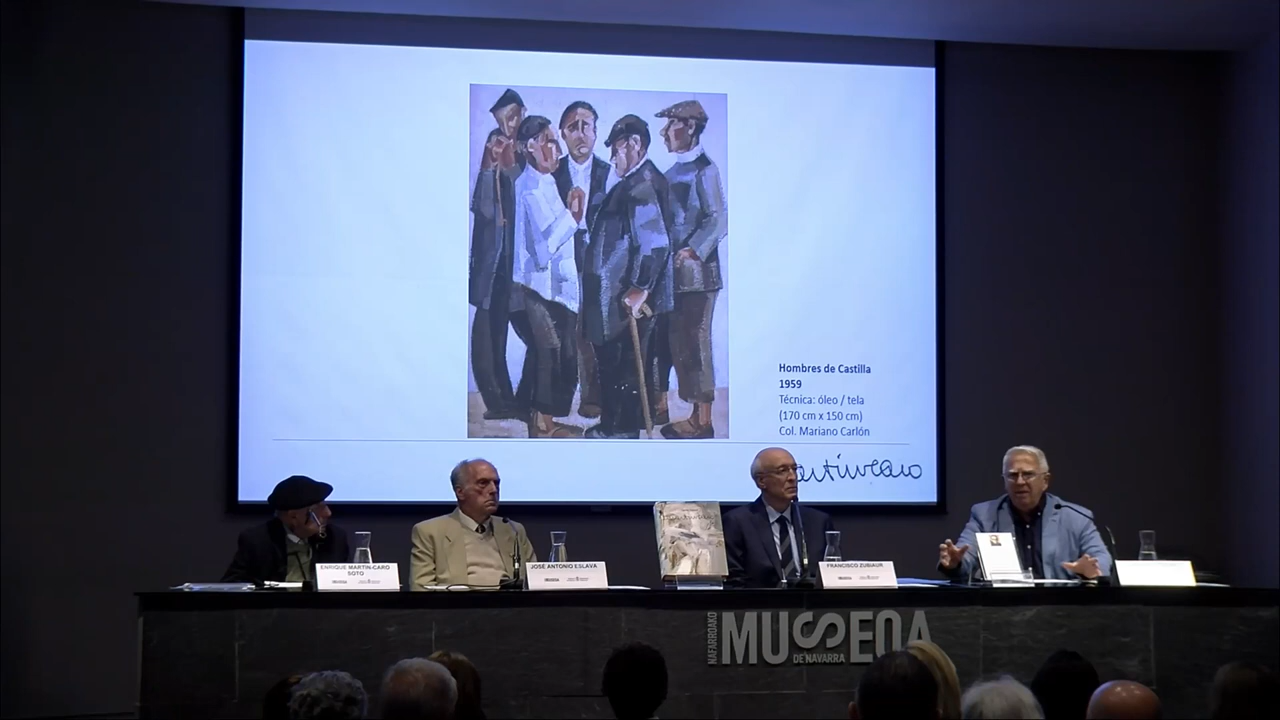 Hombres de Castilla
1959
Técnica: óleo / tela
(170 cm x 150 cm)
Col. Mariano Carlón
ENRIQUE MARTÍN-CARO
SOTO
JOSÉ ANTONIO ESLAVA
FRANCISCO ZUBIAUR
NAFARROAKO
MUSEOA
DE NAVARRA